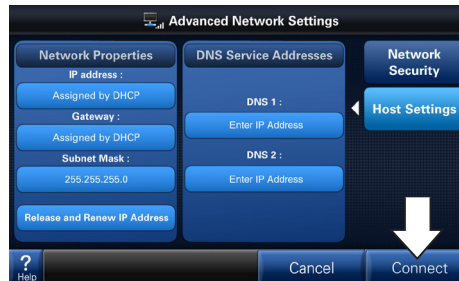 Advanced Network Settings
Network Properties
IP address :
Assigned by DHCP
Gateway :
Assigned by DHCP
Subnet Mask :
255.255.255.0
Release and Renew IP Address
DNS Service Addresses
DNS 1 :
Enter IP Address
DNS 2 :
Enter IP Address
Network
Security
Host Settings
?
Help
Cancel
Connect